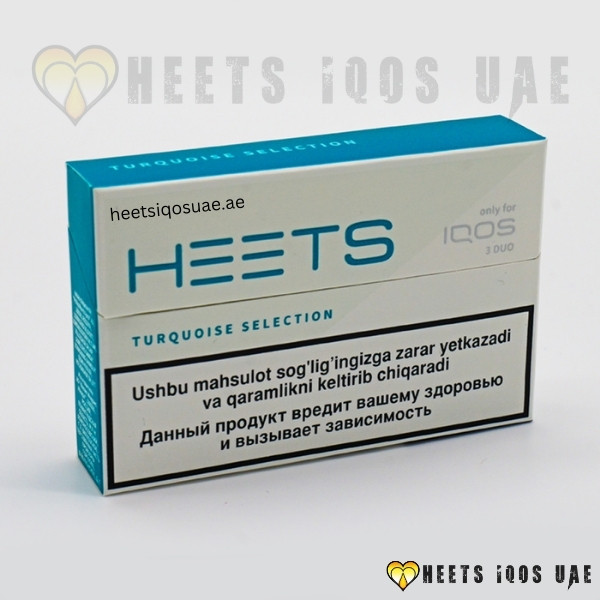 HEETS iQOS UAE
TURQUOISE SELECTION
heetsiqosuae.ae
HEETS
only for
IQOS
3 DUO
TURQUOISE SELECTION
Ushbu mahsulot sog'lig'ingizga zarar yetkazadi
va qaramlikni keltirib chiqaradi
Данный продукт вредит вашему здоровью
и вызывает зависимость
HEETS iQOS UAE